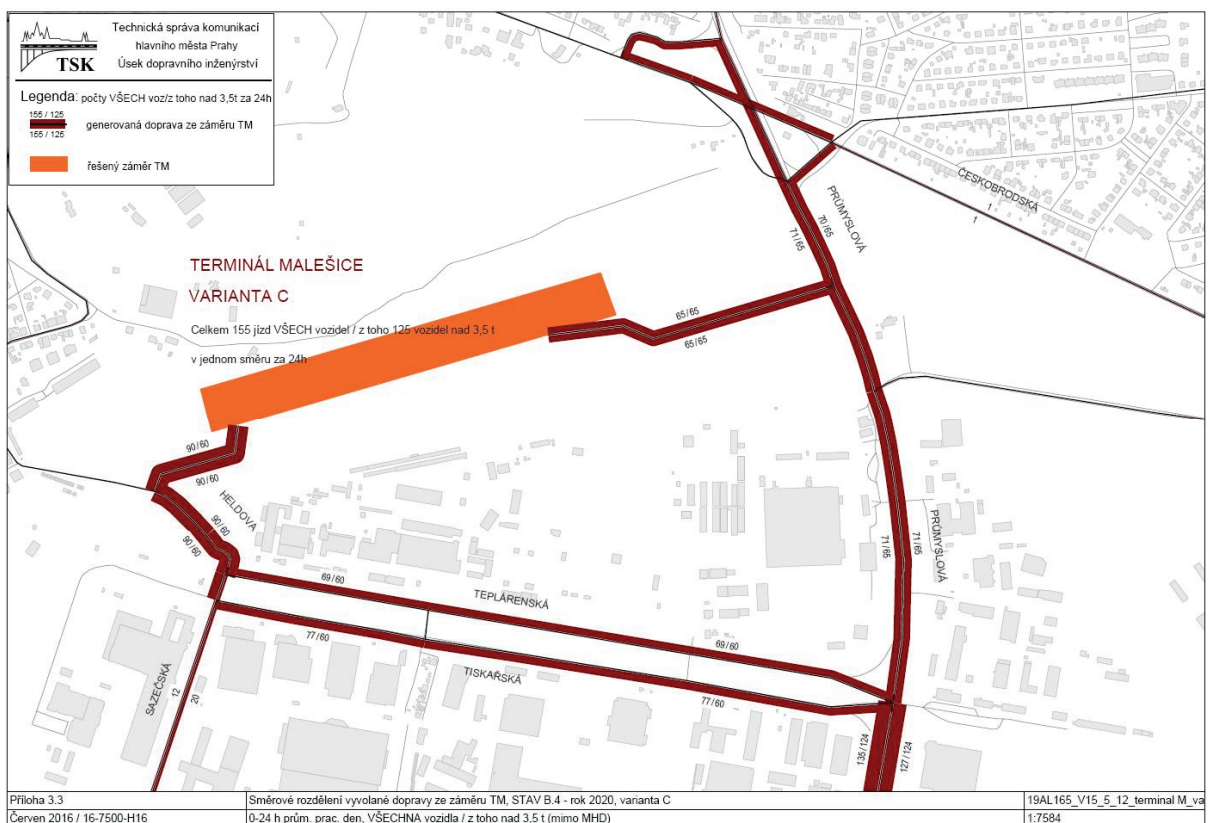 Technická správa komunikací
hlavního města Prahy
Úsek dopravního inženýrství
TSK
Legenda: počty VŠECH voz/z toho nad 3,5t za 24h
155 / 125
155 / 125
generovaná doprava ze záměru TM
řešený záměr TM
ČESKOBRODSKÁ
1
1
PRŮMYSLOVÁ
70/65
71/65
TERMINÁL MALEŠICE
VARIANTA C
Celkem 155 jízd VŠECH vozidel / z toho 125 vozidel nad 3,5 t
v jednom směru za 24h
65/65
65/65
90/60
90/60
HELDOVA
90/60
90/60
71/65
71/65
PRŮMYSLOVÁ
69/60
TEPLÁRENSKÁ
69/60
77/60
TISKAŘSKÁ
77/60
SAZEČSKÁ
12
20
135/124
127/124
Příloha 3.3
Směrové rozdělení vyvolané dopravy ze záměru TM, STAV B.4 - rok 2020, varianta C
19AL165_V15_5_12_terminal M_va
Červen 2016 / 16-7500-H16
0-24 h prům. prac. den, VŠECHNA vozidla / z toho nad 3,5 t (mimo MHD)
1:7584